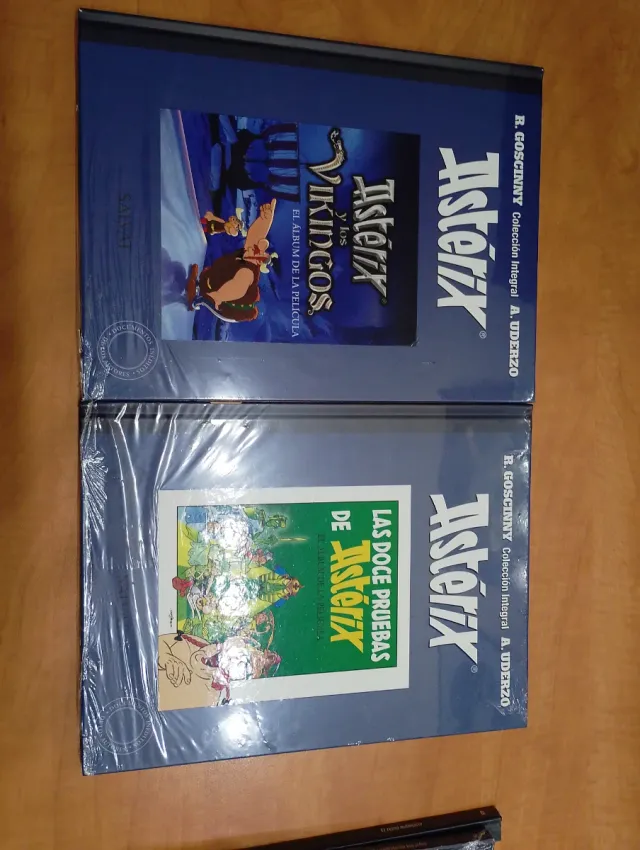 R. GOSCINNY Colección Integral A. UDERZO
Astérix®
Astérix
y los
VIKINGOS
EL ÁLBUM DE LA PELÍCULA
SALVAT
R. GOSCINNY Colección Integral A. UDERZO
Astérix®
LAS DOCE PRUEBAS
DE Astérix